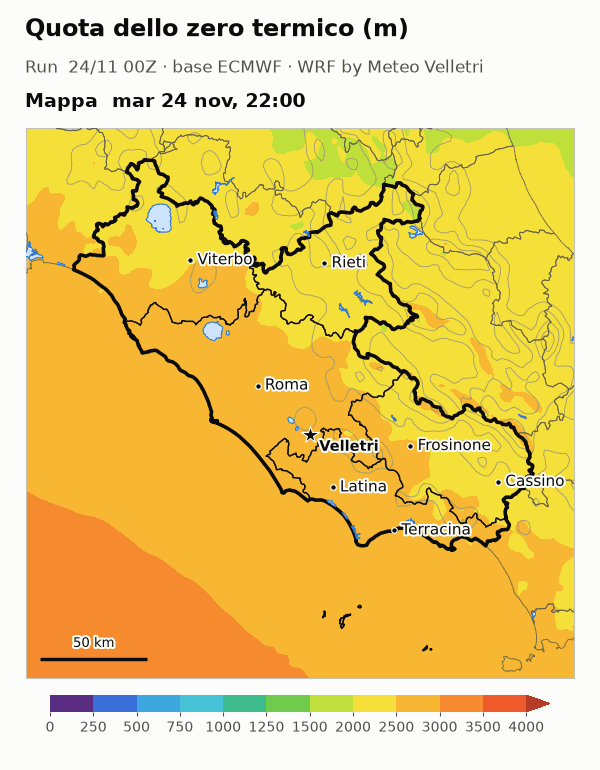 Quota dello zero termico (m)
Run 24/11 00Z · base ECMWF · WRF by Meteo Velletri
Mappa mar 24 nov, 22:00
Viterbo
Rieti
Roma
Velletri
Frosinone
Latina
Cassino
Terracina
50 km
0 250 500 750 1000 1250 1500 2000 2500 3000 3500 4000